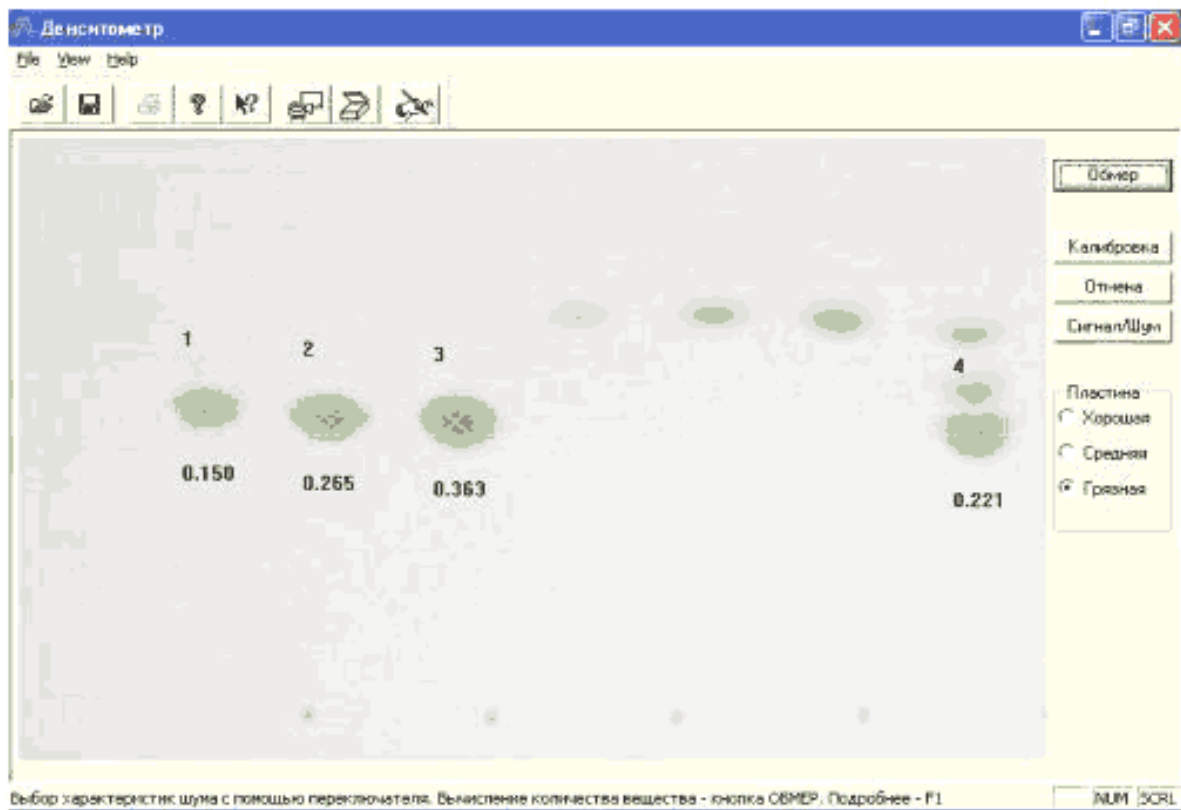 Денситометр
File View Help
Обмер
Калибровка
Отмена
Сигнал/Шум
1
2
3
4
Пластина
Хорошая
Средняя
Грязная
0.150
0.265
0.363
0.221
Выбор характеристик шума с помощью переключателя. Вычисление количества вещества - кнопка ОБМЕР. Подробнее - F1
NUM SCRL